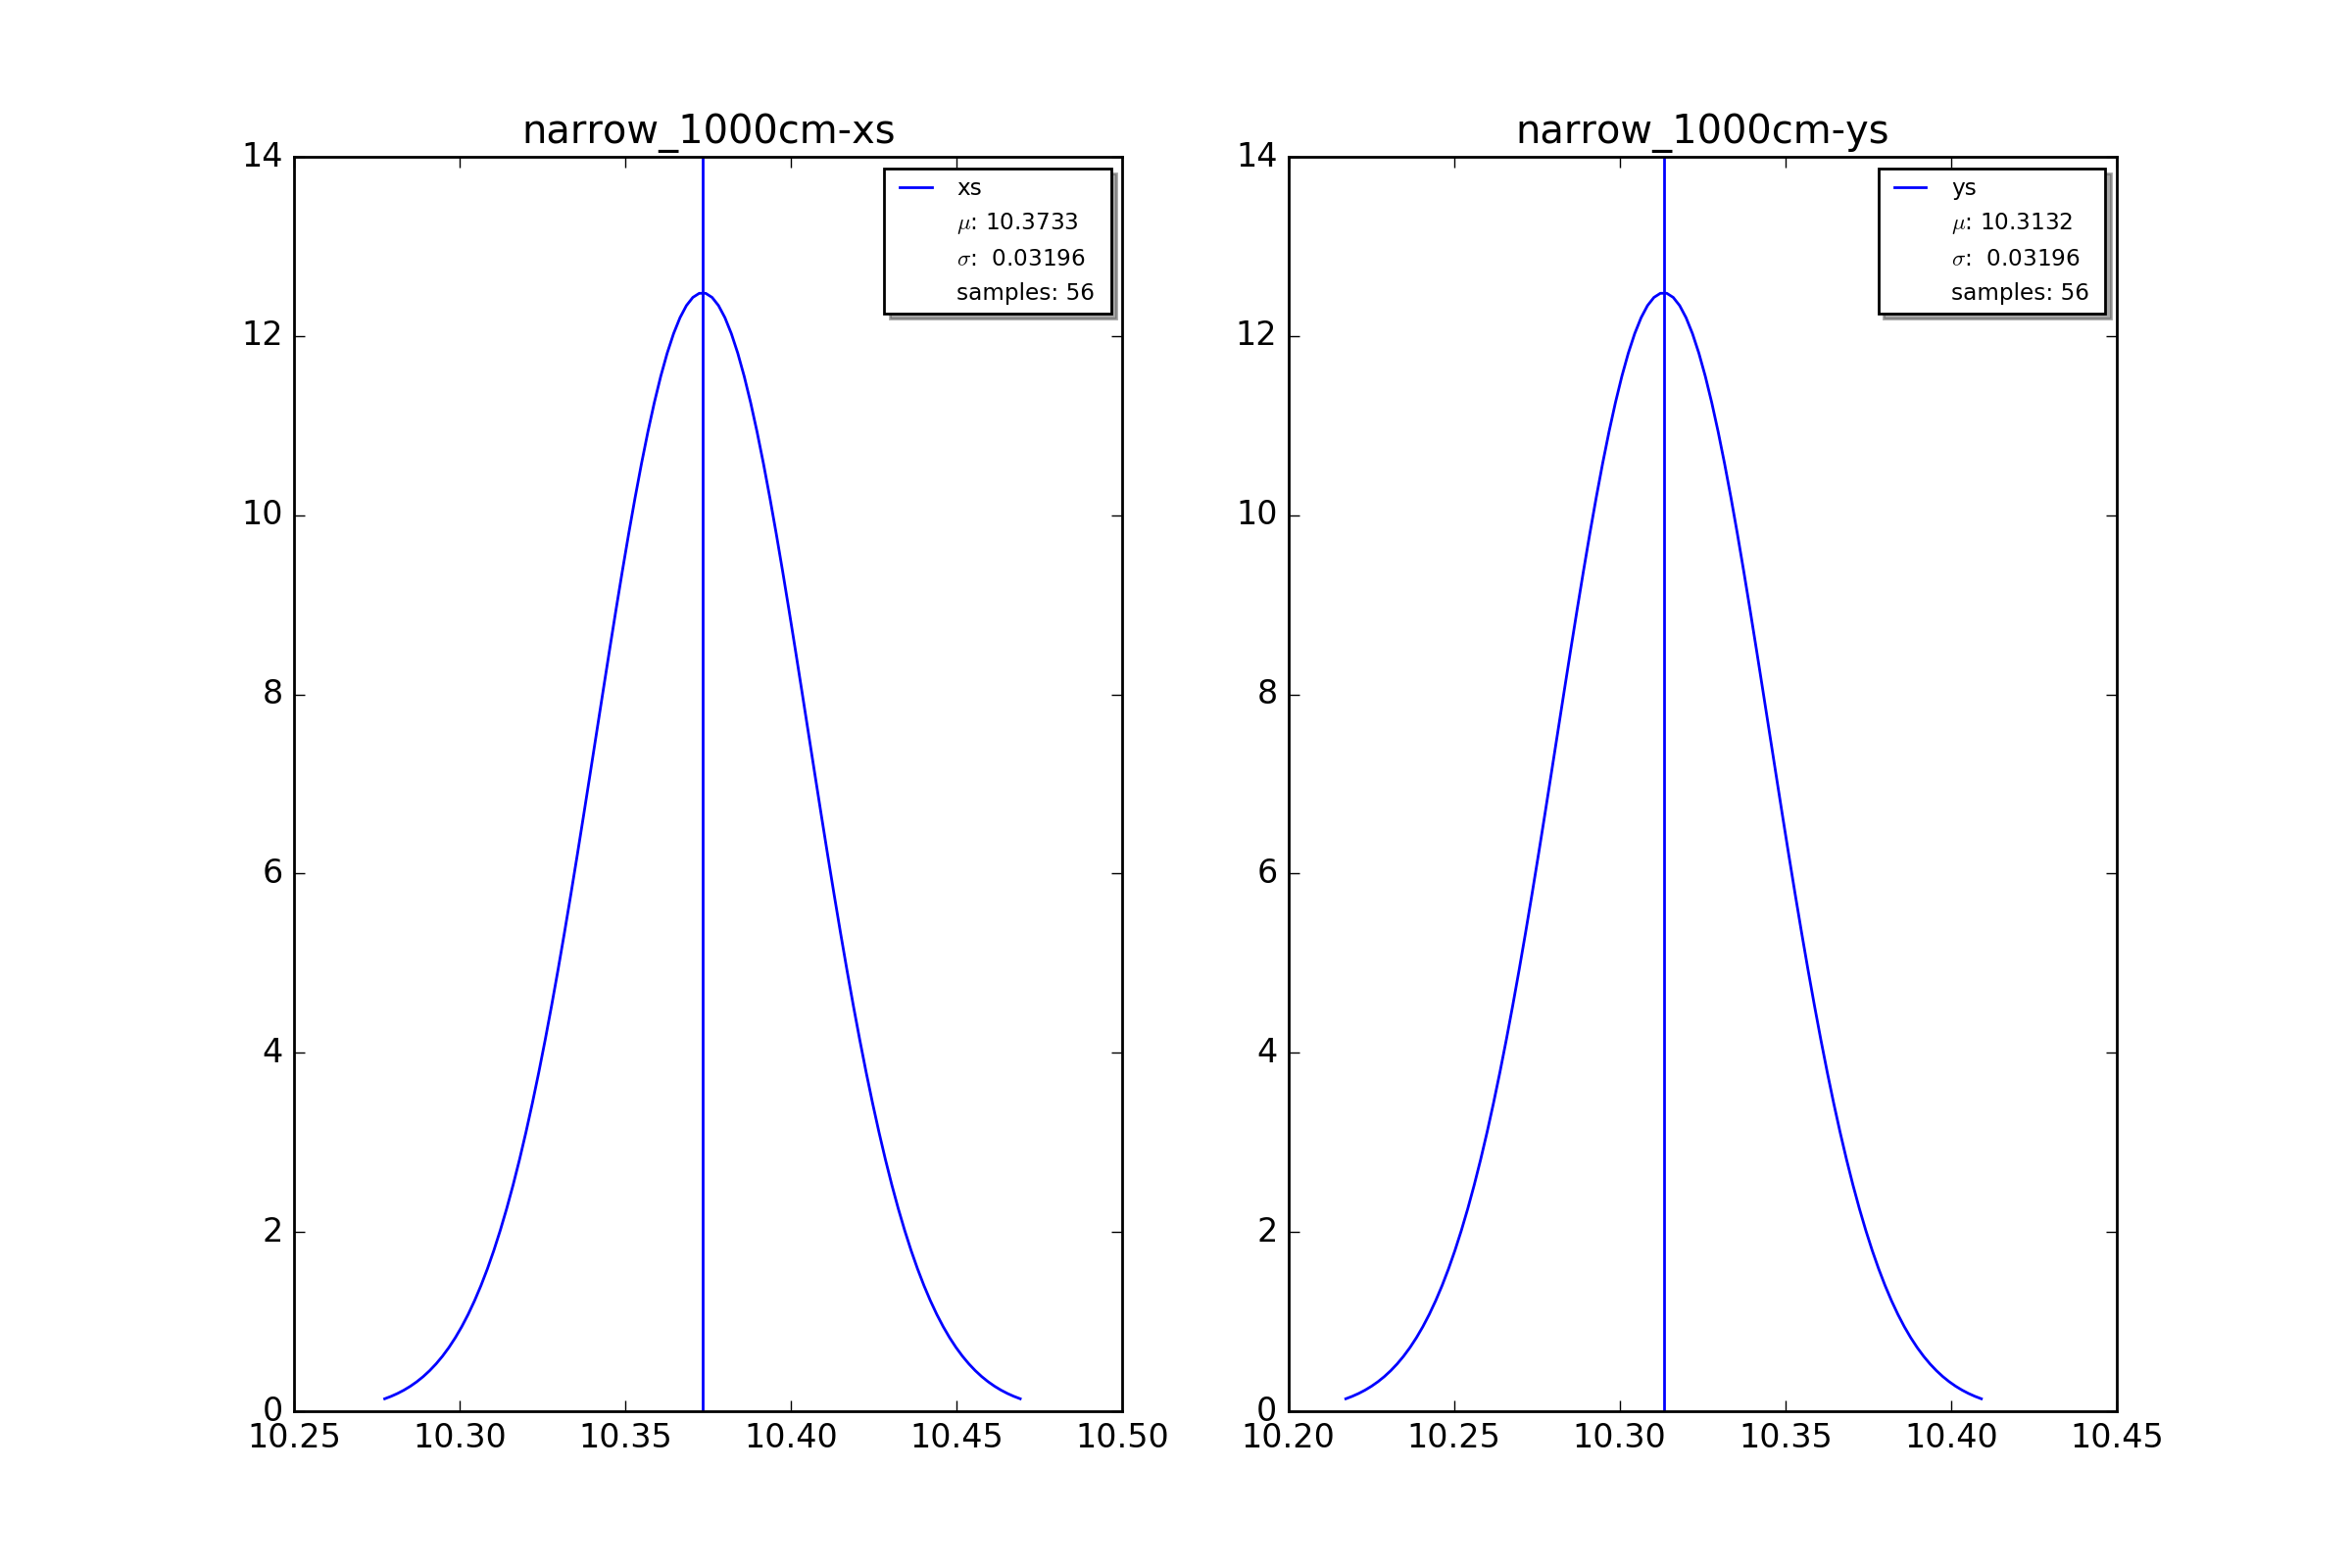 narrow_1000cm-xs
14
12
10
8
6
4
2
0
10.25 10.30 10.35 10.40 10.45 10.50
xs
μ: 10.3733
σ: 0.03196
samples: 56
narrow_1000cm-ys
14
12
10
8
6
4
2
0
10.20 10.25 10.30 10.35 10.40 10.45
ys
μ: 10.3132
σ: 0.03196
samples: 56